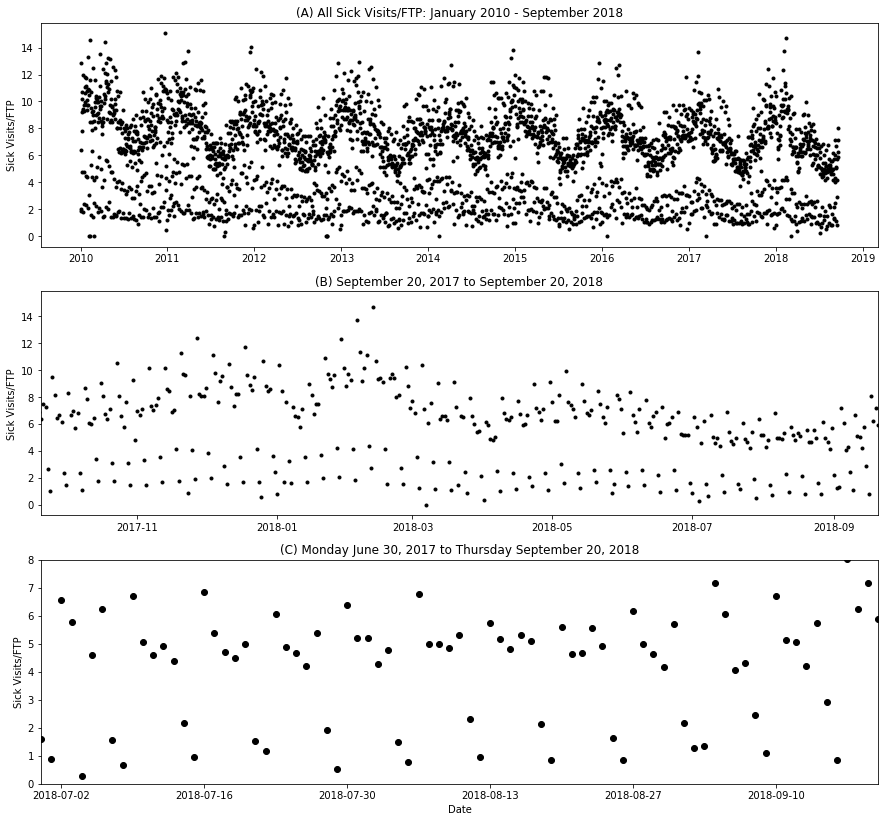 (A) All Sick Visits/FTP: January 2010 - September 2018
14
12
10
8
6
4
2
0
Sick Visits/FTP
2010 2011 2012 2013 2014 2015 2016 2017 2018 2019
(B) September 20, 2017 to September 20, 2018
14
12
10
8
6
4
2
0
Sick Visits/FTP
2017-11 2018-01 2018-03 2018-05 2018-07 2018-09
(C) Monday June 30, 2017 to Thursday September 20, 2018
8
7
6
5
4
3
2
1
0
Sick Visits/FTP
2018-07-02 2018-07-16 2018-07-30 2018-08-13 2018-08-27 2018-09-10
Date